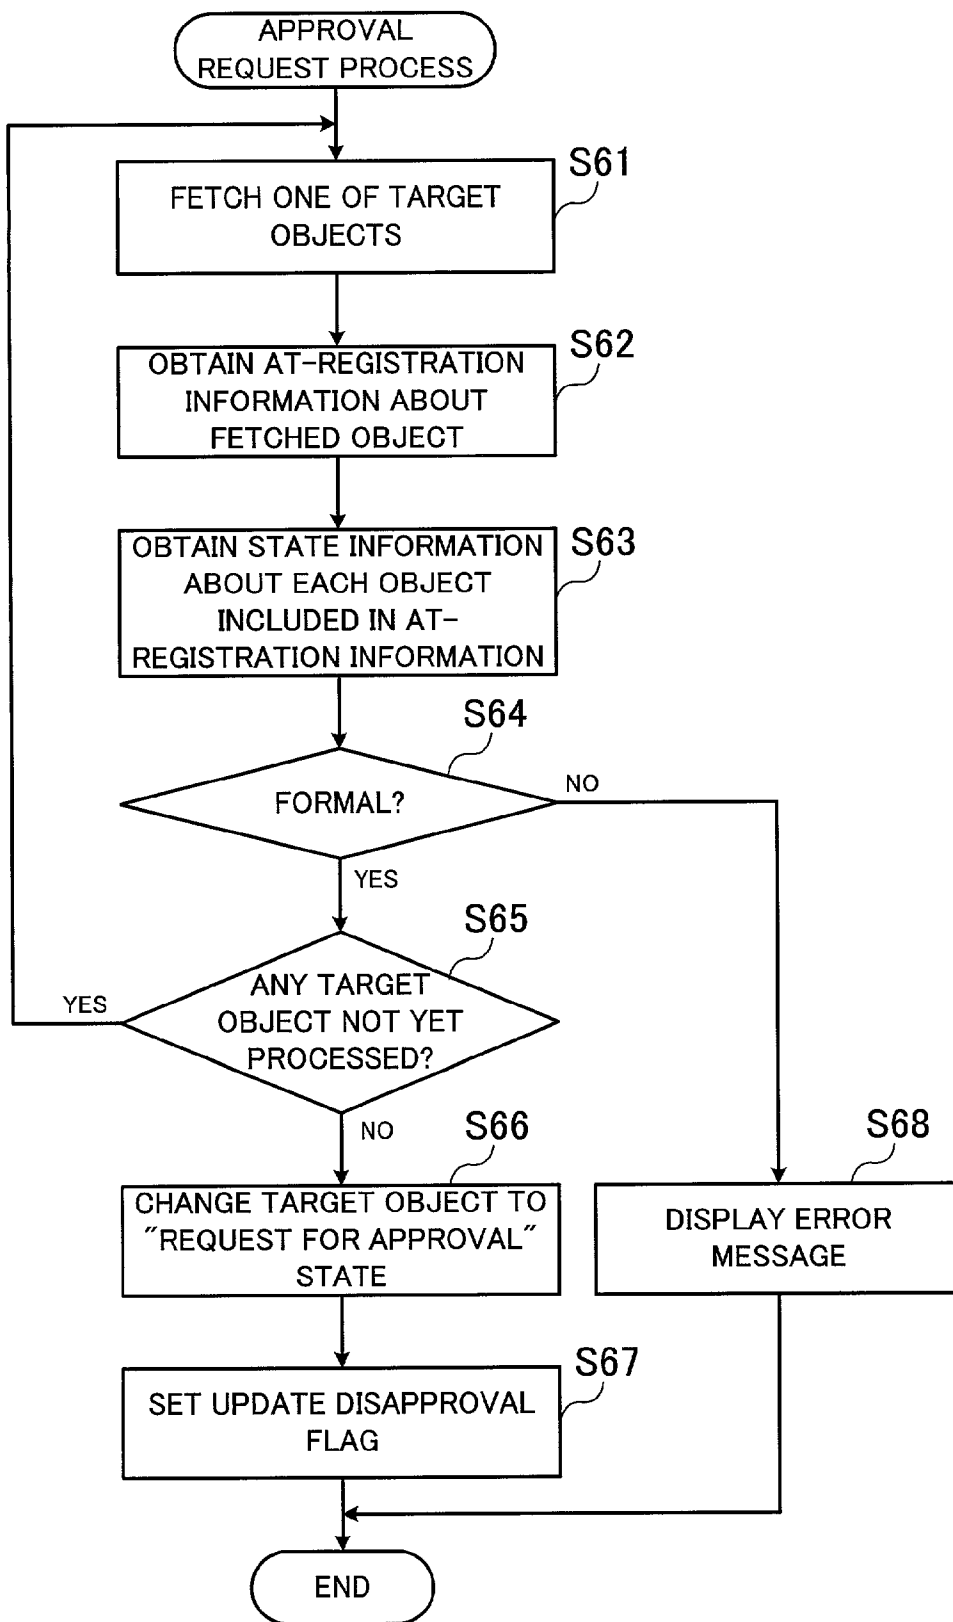 APPROVAL
REQUEST PROCESS
S61
FETCH ONE OF TARGET
OBJECTS
S62
OBTAIN AT-REGISTRATION
INFORMATION ABOUT
FETCHED OBJECT
S63
OBTAIN STATE INFORMATION
ABOUT EACH OBJECT
INCLUDED IN AT-
REGISTRATION INFORMATION
S64
FORMAL?
NO
YES
S65
ANY TARGET
OBJECT NOT YET
PROCESSED?
YES
NO
S66
CHANGE TARGET OBJECT TO
"REQUEST FOR APPROVAL"
STATE
S68
DISPLAY ERROR
MESSAGE
S67
SET UPDATE DISAPPROVAL
FLAG
END